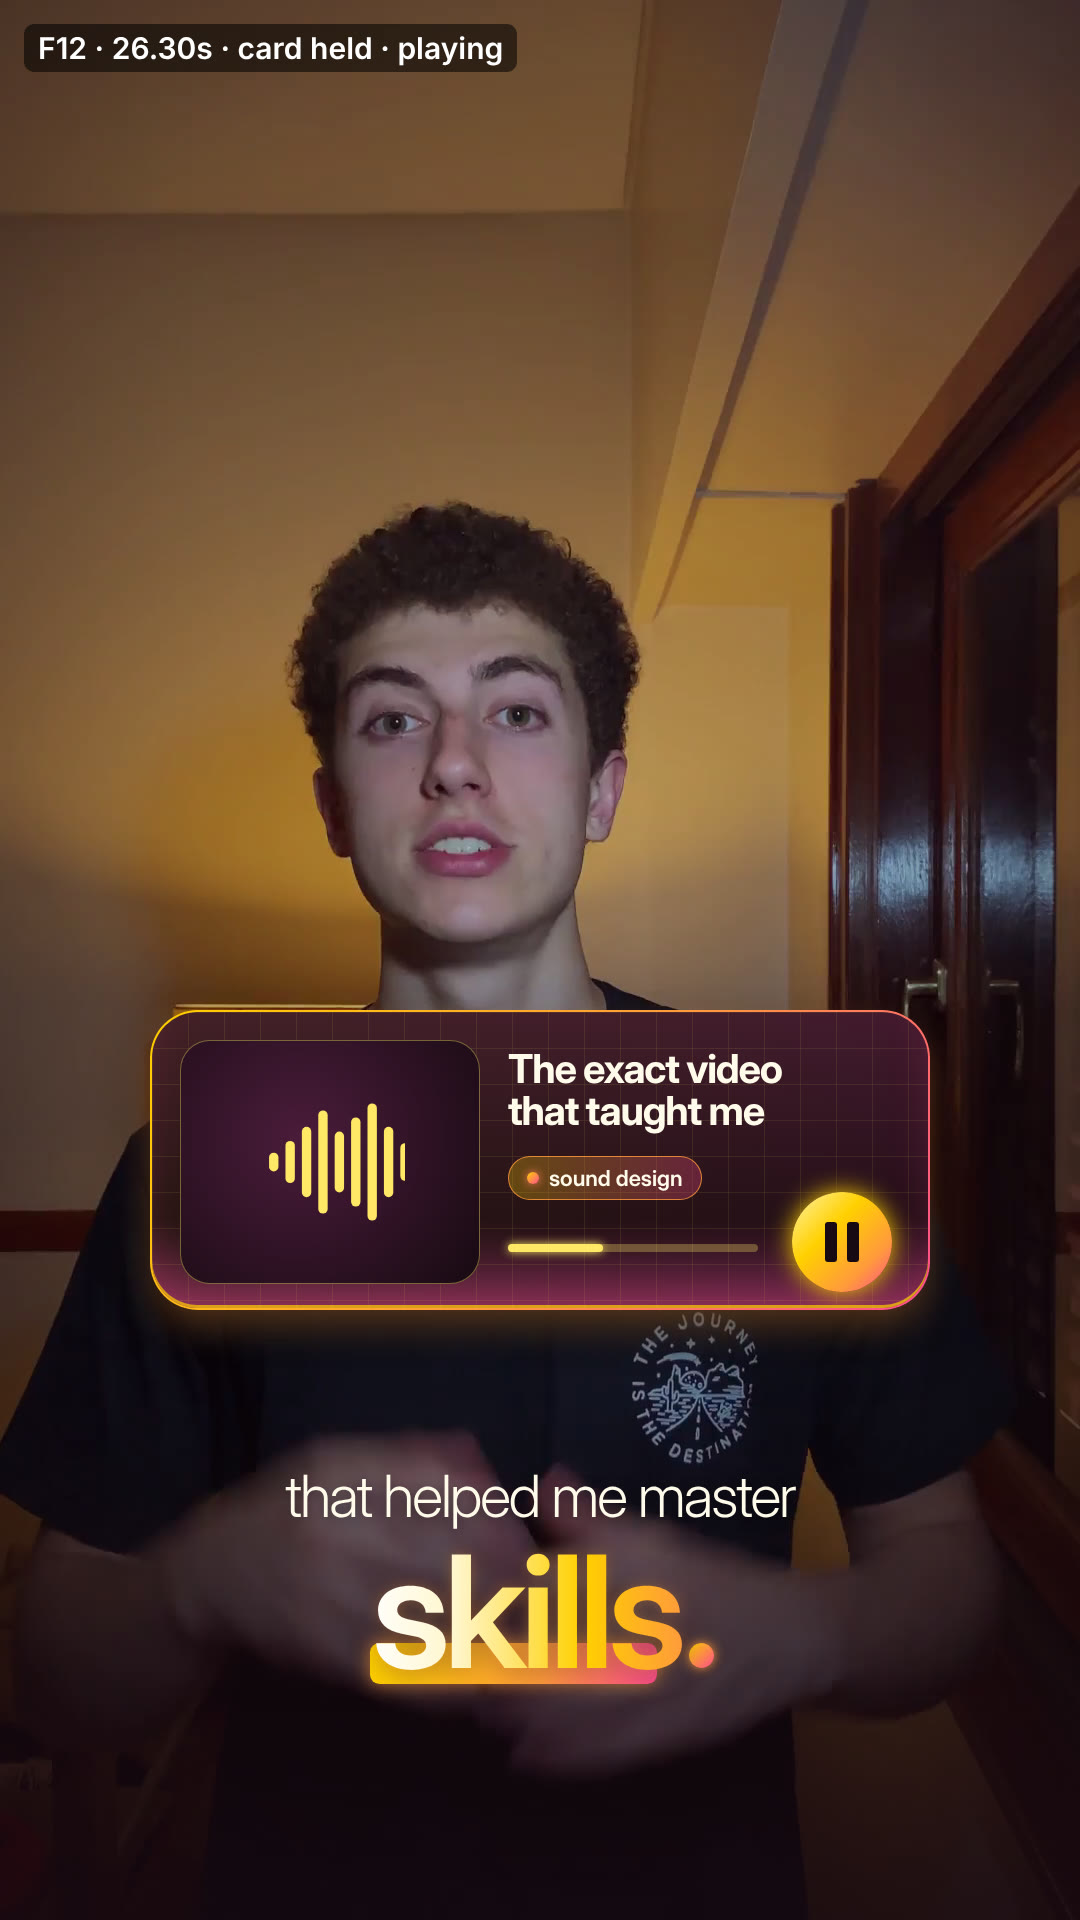 F12 · 26.30s · card held · playing
The exact video
that taught me
sound design
THE JOURNEY
IS THE DESTINATION
that helped me master
skills.